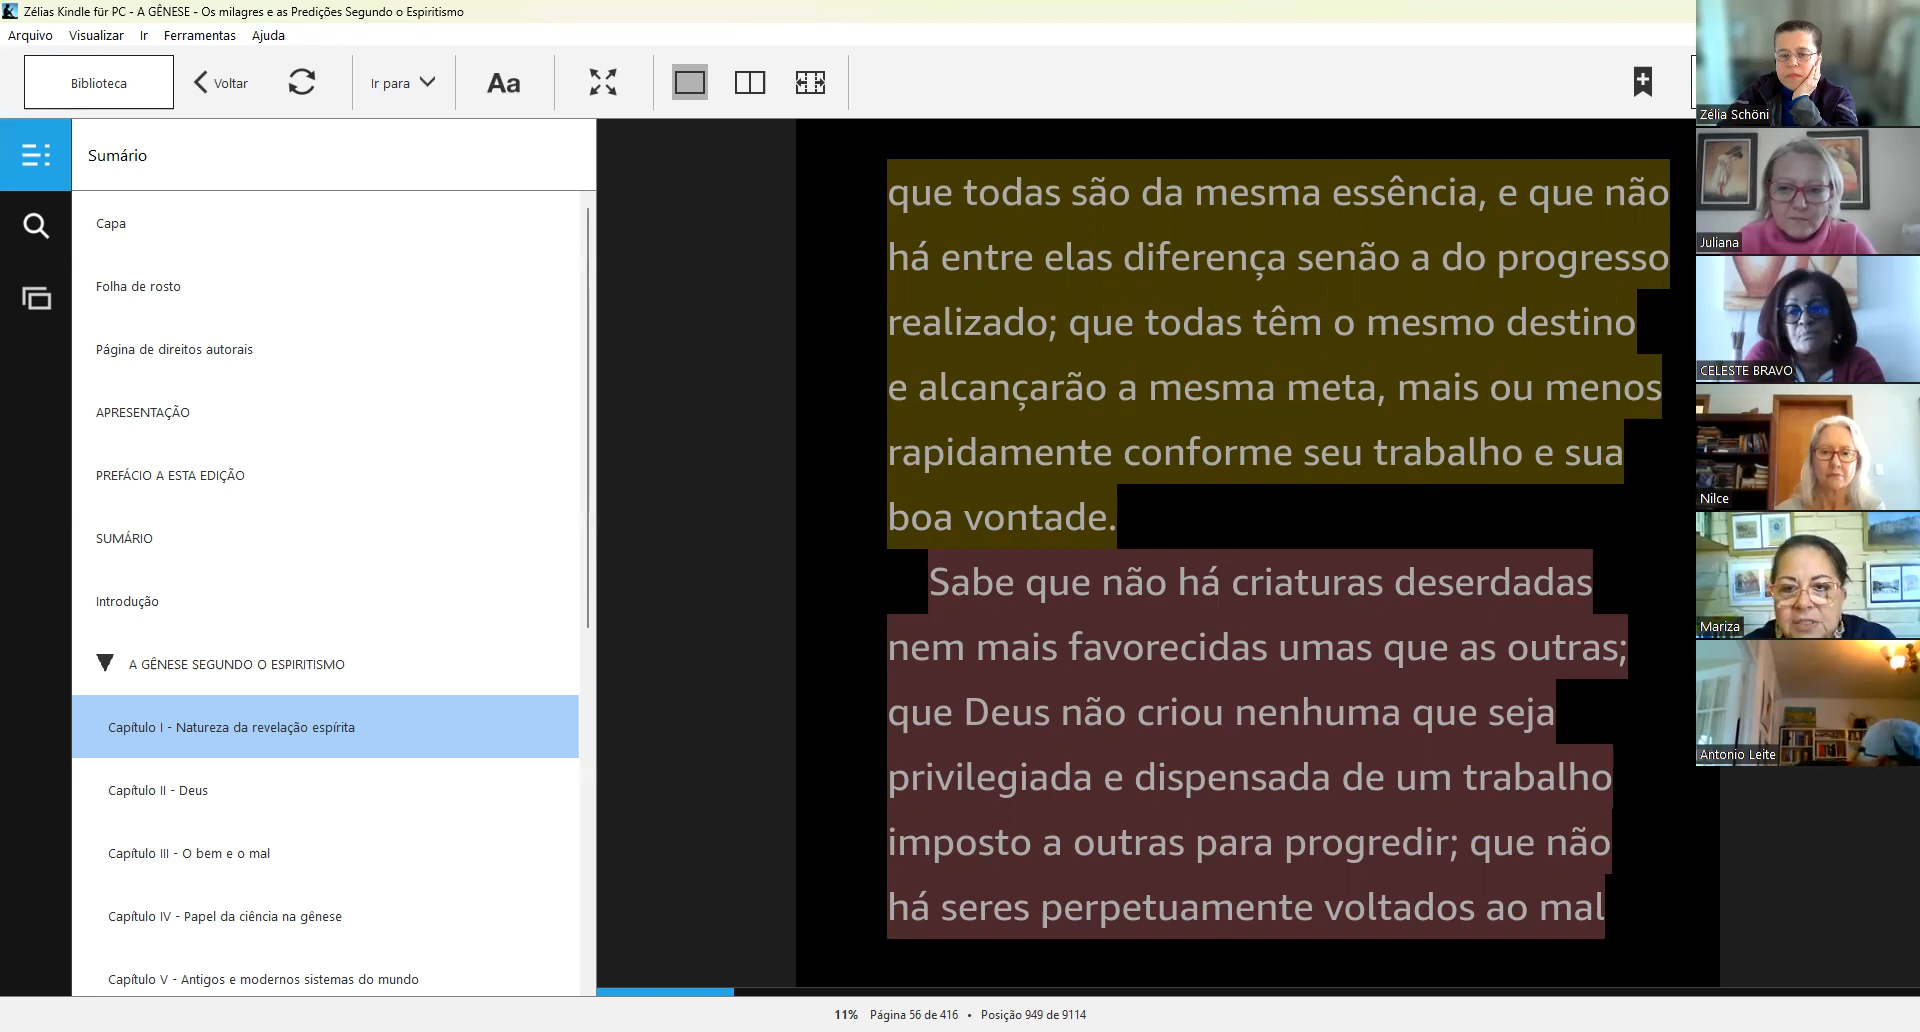 Zélias Kindle für PC - A GÊNESE - Os milagres e as Predições Segundo o Espiritismo
Arquivo Visualizar Ir Ferramentas Ajuda
Biblioteca Voltar Ir para Aa
Sumário
Capa
Folha de rosto
Página de direitos autorais
APRESENTAÇÃO
PREFÁCIO A ESTA EDIÇÃO
SUMÁRIO
Introdução
A GÊNESE SEGUNDO O ESPIRITISMO
Capítulo I - Natureza da revelação espírita
Capítulo II - Deus
Capítulo III - O bem e o mal
Capítulo IV - Papel da ciência na gênese
Capítulo V - Antigos e modernos sistemas do mundo
que todas são da mesma essência, e que não
há entre elas diferença senão a do progresso
realizado; que todas têm o mesmo destino
e alcançarão a mesma meta, mais ou menos
rapidamente conforme seu trabalho e sua
boa vontade.
Sabe que não há criaturas deserdadas
nem mais favorecidas umas que as outras;
que Deus não criou nenhuma que seja
privilegiada e dispensada de um trabalho
imposto a outras para progredir; que não
há seres perpetuamente voltados ao mal
11% Página 56 de 416 • Posição 949 de 9114
Zélia Schöni
Juliana
CELESTE BRAVO
Nilce
Mariza
Antonio Leite